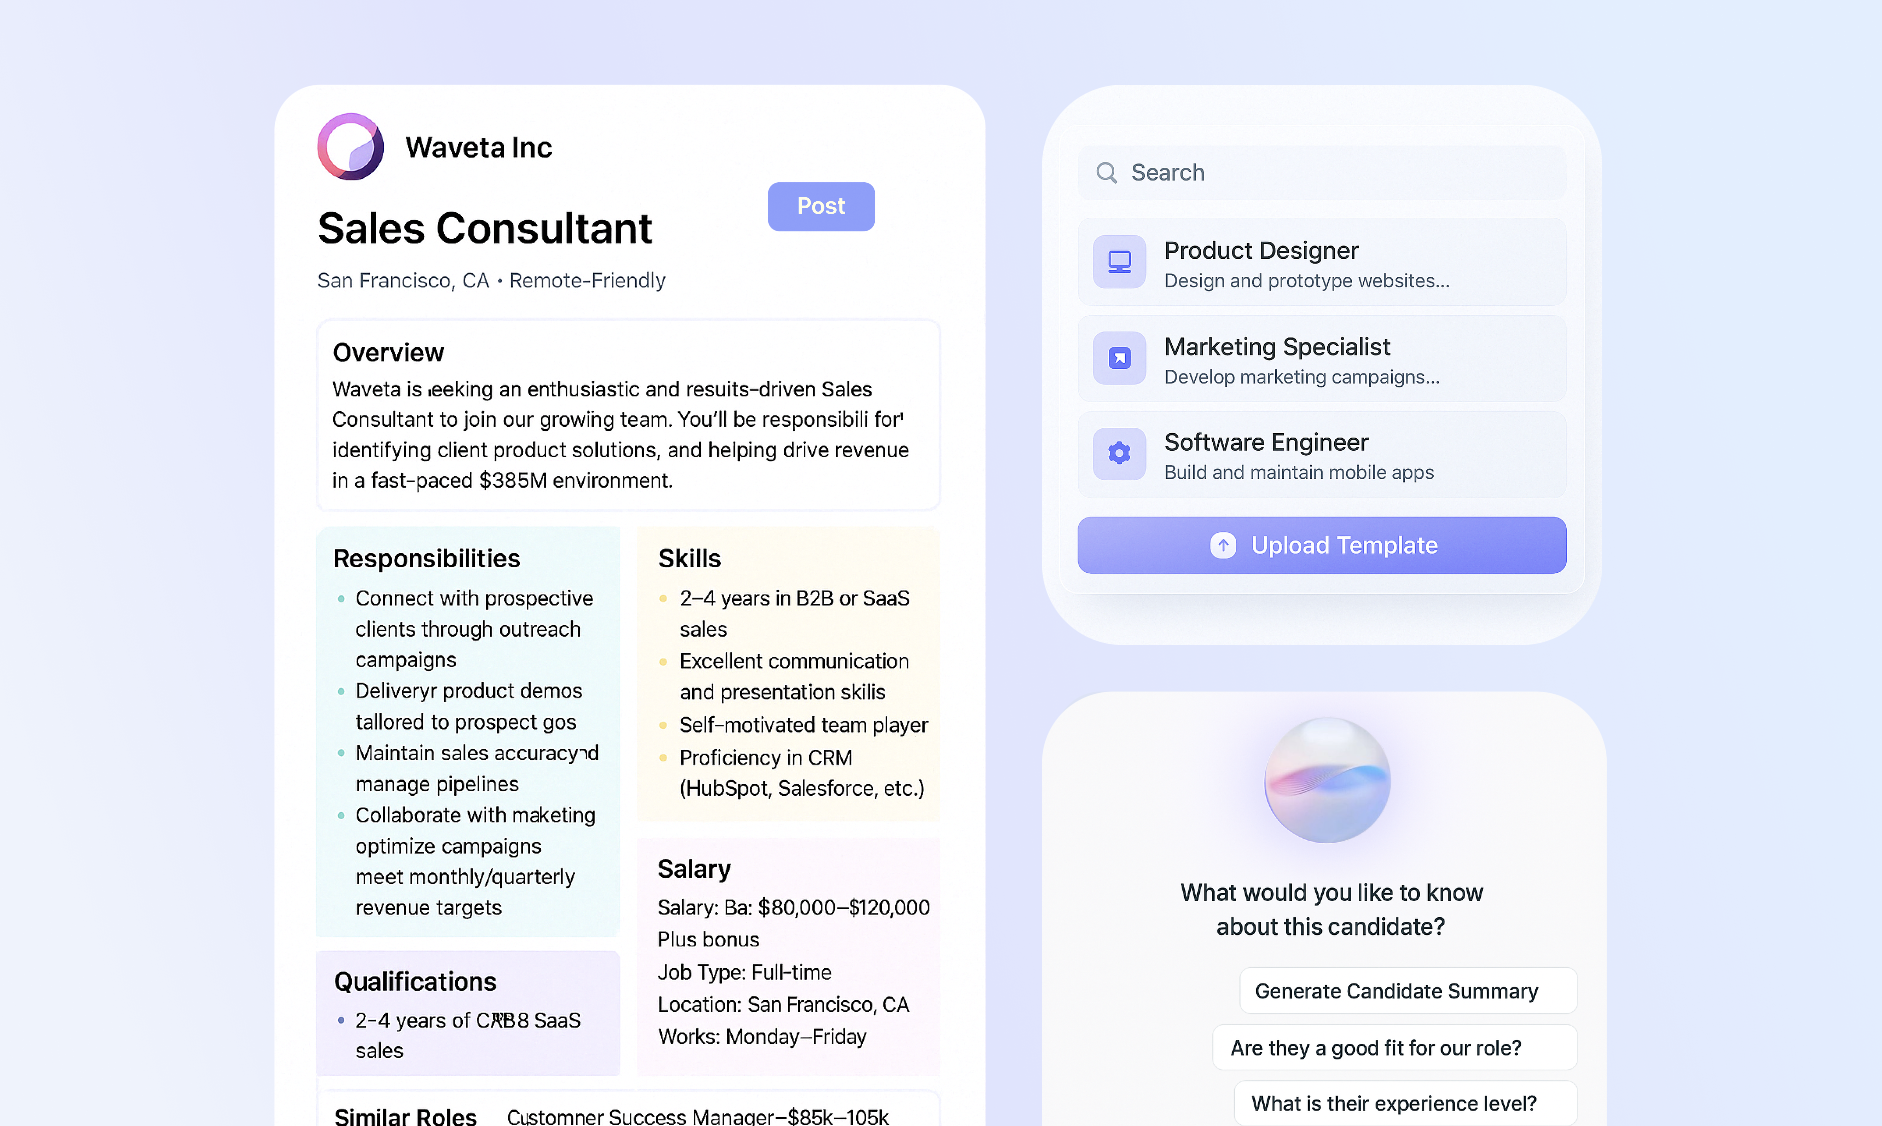 Waveta Inc
Post
Sales Consultant
San Francisco, CA • Remote-Friendly
Overview
Waveta is eeking an enthusiastic and resuits-driven Sales
Consultant to join our growing team. You'll be responsibili for
identifying client product solutions, and helping drive revenue
in a fast-paced $385M environment.
Responsibilities
• Connect with prospective
clients through outreach
campaigns
• Deliveryr product demos
tallored to prospect gos
• Maintain sales
manage pipelines
• Collaborate with maketing
optimize campaigns
meet monthly/quarterly
revenue targets
Qualifications
• 2-4 years of SaaS
sales
Skills
• 2–4 years in B2B or SaaS
sales
• Excellent communication
and presentation skilis
• Self-motivated team player
• Proficiency in CRM
(HubSpot, Salesforce, etc.)
Salary
Salary: Ba: $80,000–$120,000
Plus bonus
Job Type: Full-time
Location: San Francisco, CA
Works: Monday–Friday
Similar Roles
Customner Success Manager–$85k–105k
Search
Product Designer
Design and prototype websites...
Marketing Specialist
Develop marketing campaigns...
Software Engineer
Build and maintain mobile apps
Upload Template
What would you like to know
about this candidate?
Generate Candidate Summary
Are they a good fit for our role?
What is their experience level?